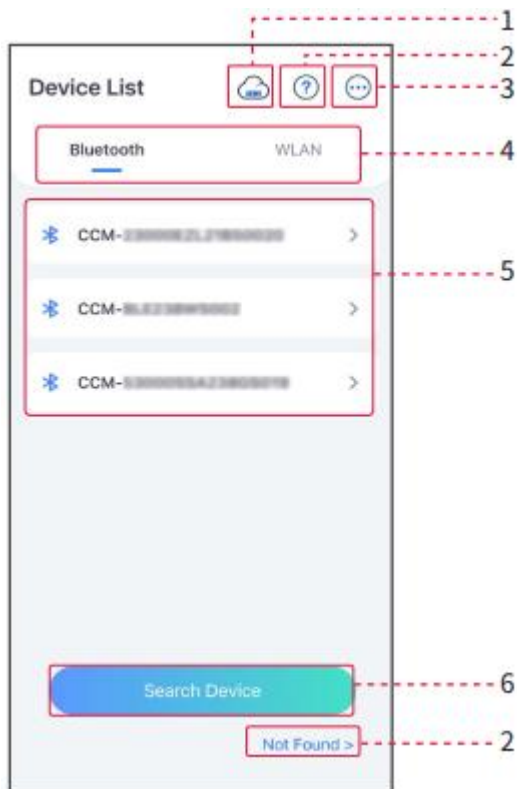 1
2
Device List
3
Bluetooth WLAN
4
CCM-
5
CCM-
CCM-
Search Device
6
Not Found >
2